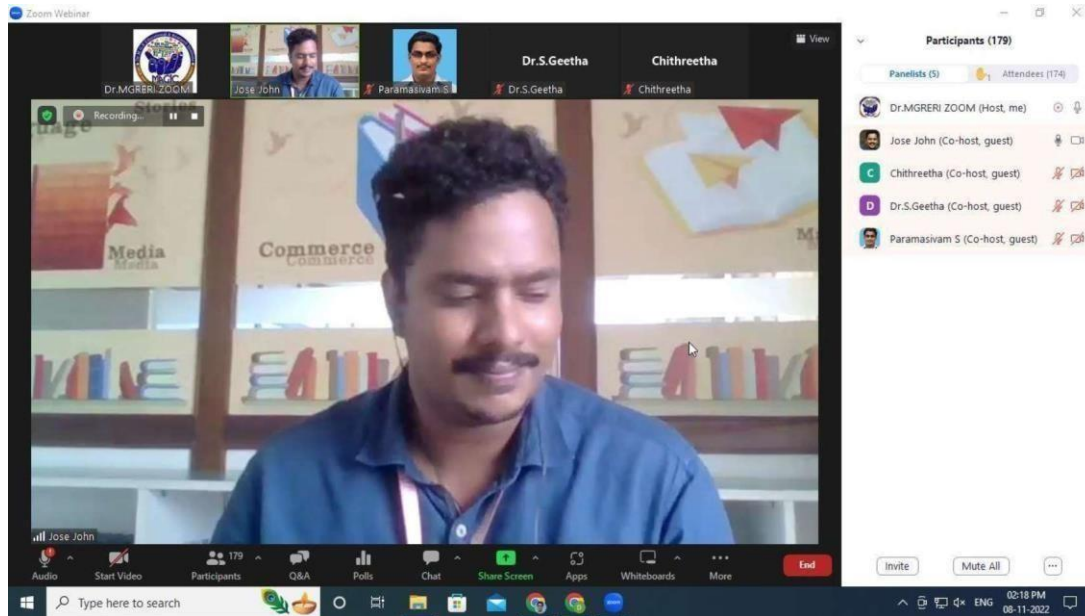 Zoom Webinar
View
Dr.MGRERI ZOOM
Jose John
Paramasivam S
Dr.S.Geetha
Dr.S.Geetha
Chithreetha
Chithreetha
Recording...
Stories
Media
Commerce
Jose John
Audio
Start Video
179
Participants
Q&A
Polls
Chat
Share Screen
Apps
Whiteboards
More
End
Participants (179)
Panelists (5)
Attendees (174)
Dr.MGRERI ZOOM (Host, me)
Jose John (Co-host, guest)
C Chithreetha (Co-host, guest)
D Dr.S.Geetha (Co-host, guest)
Paramasivam S (Co-host, guest)
Invite
Mute All
Type here to search
ENG
02:18 PM
08-11-2022